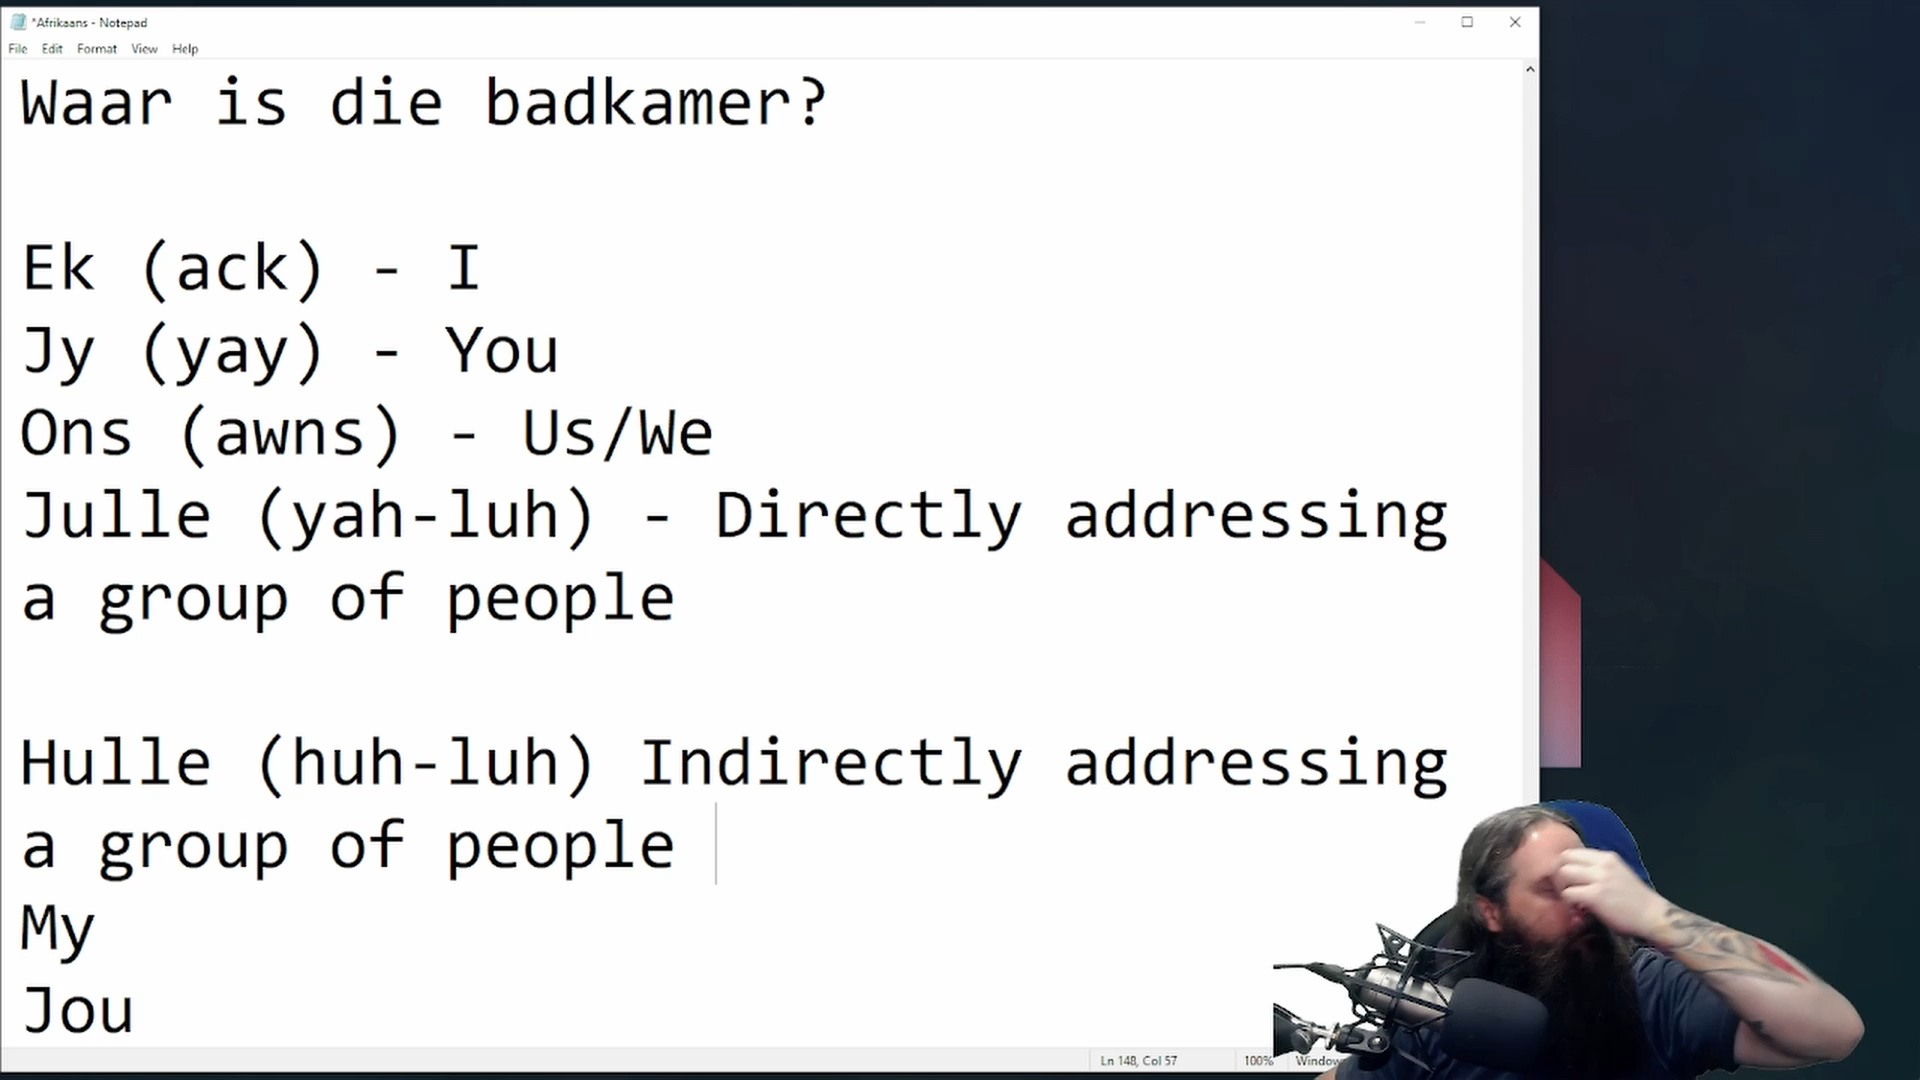 *Afrikaans - Notepad
File Edit Format View Help
Waar is die badkamer?
Ek (ack) - I
Jy (yay) - You
Ons (awns) - Us/We
Julle (yah-luh) - Directly addressing
a group of people
Hulle (huh-luh) Indirectly addressing
a group of people
My
Jou
Ln 148, Col 57 100%